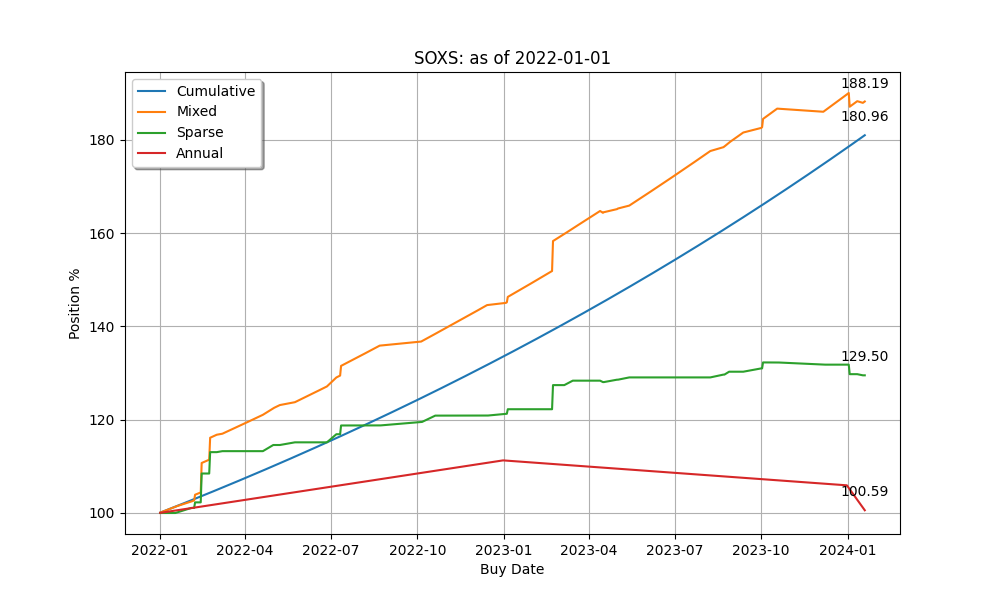 SOXS: as of 2022-01-01
Cumulative
Mixed
Sparse
Annual
188.19
180.96
129.50
100.59
180
160
140
120
100
Position %
2022-01 2022-04 2022-07 2022-10 2023-01 2023-04 2023-07 2023-10 2024-01
Buy Date